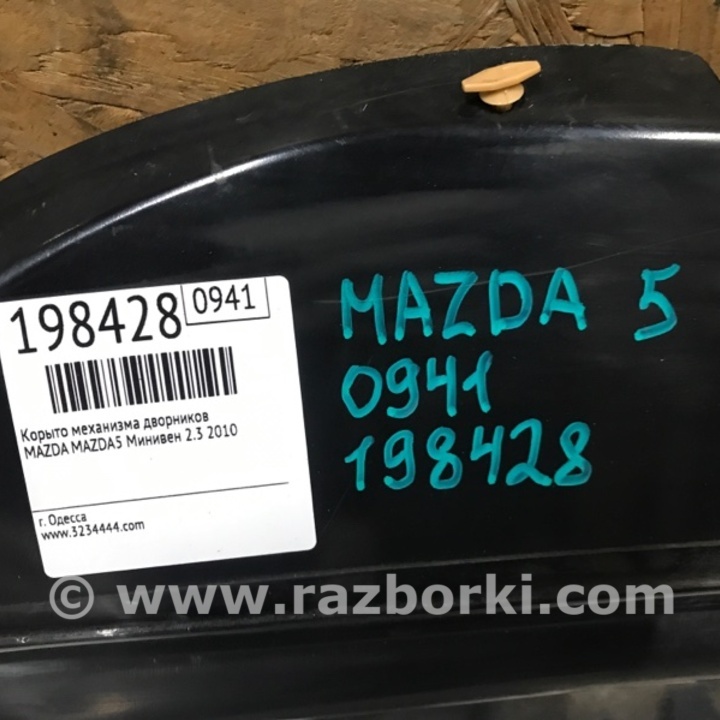 198428 0941
Корыто механизма дворников
MAZDA MAZDA5 Минивен 2.3 2010
г. Одесса
www.3234444.com
MAZDA 5
0941
198428
© www.razborki.com